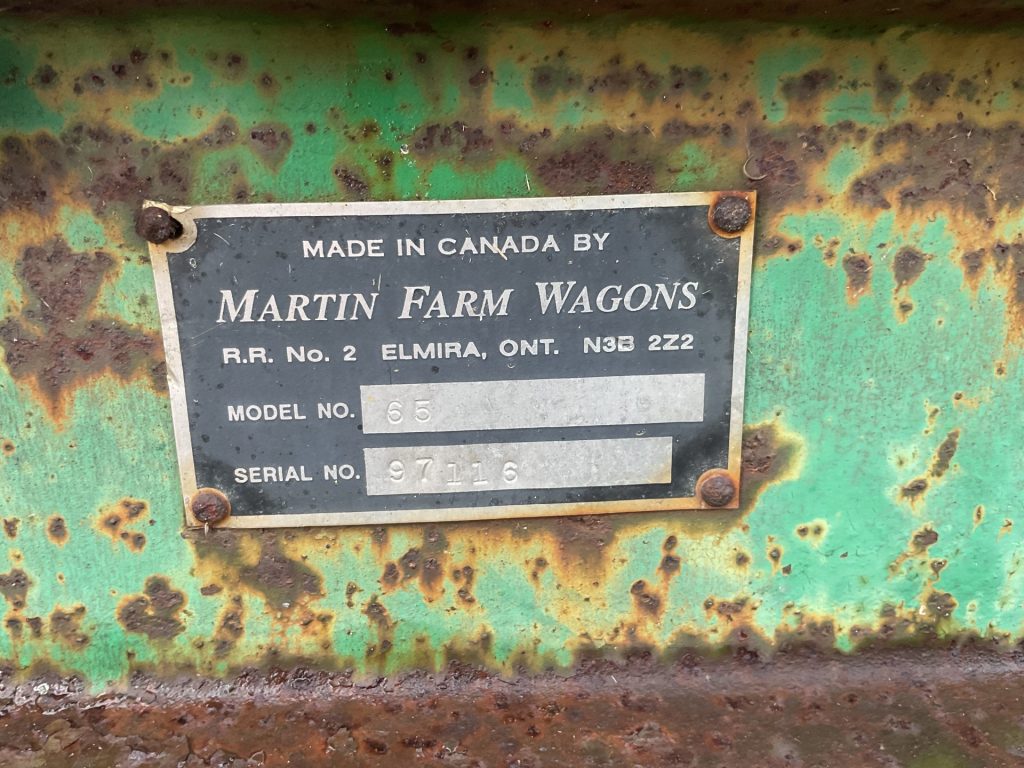 MADE IN CANADA BY
MARTIN FARM WAGONS
R.R. No. 2 ELMIRA, ONT. N3B 2Z2
MODEL NO. 65
SERIAL NO. 97116